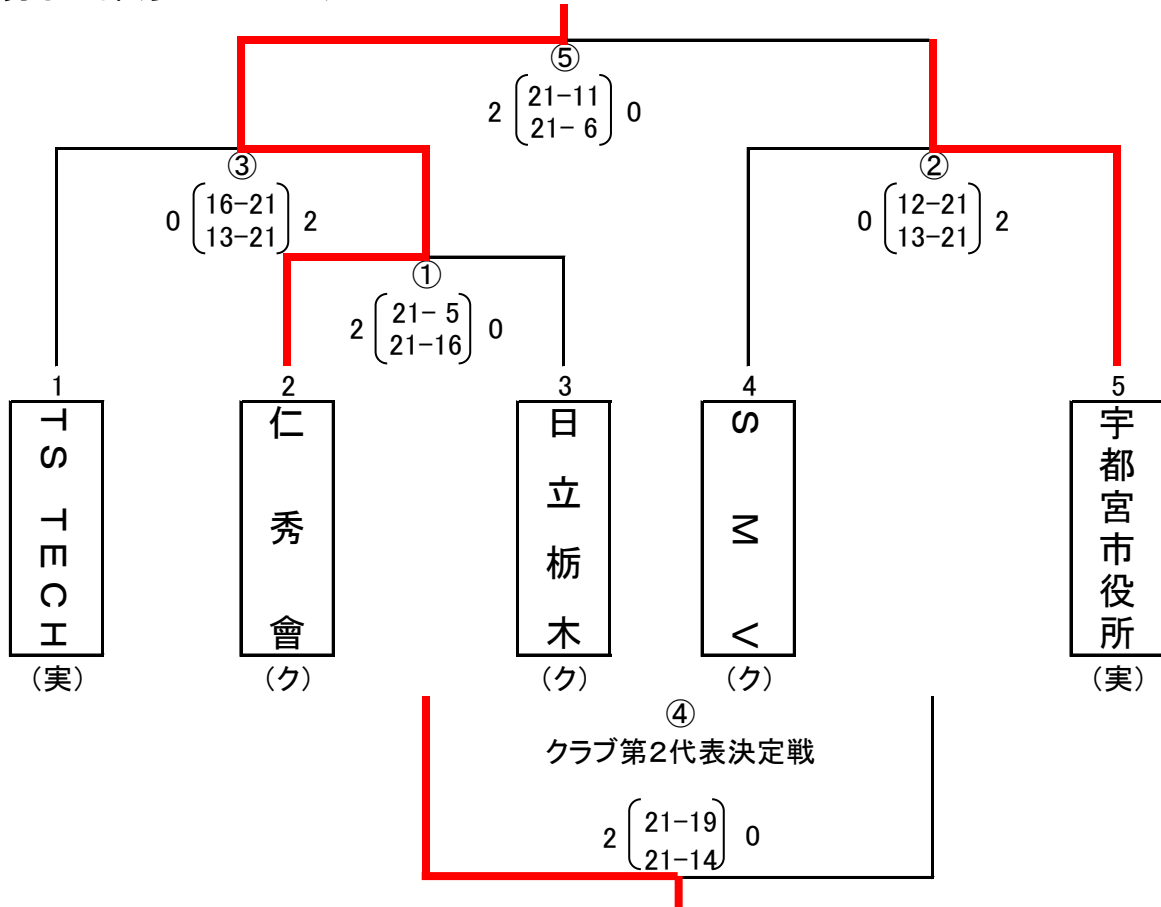 ⑤
2 21-11 0
21- 6
③
0 16-21 2
13-21
②
0 12-21 2
13-21
①
2 21- 5 0
21-16
1
2
3
4
5
TS TECH
仁秀會
日立栃木
SMV
宇都宮市役所
(実)
(ク)
(ク)
(ク)
(実)
④
クラブ第2代表決定戦
2 21-19 0
21-14